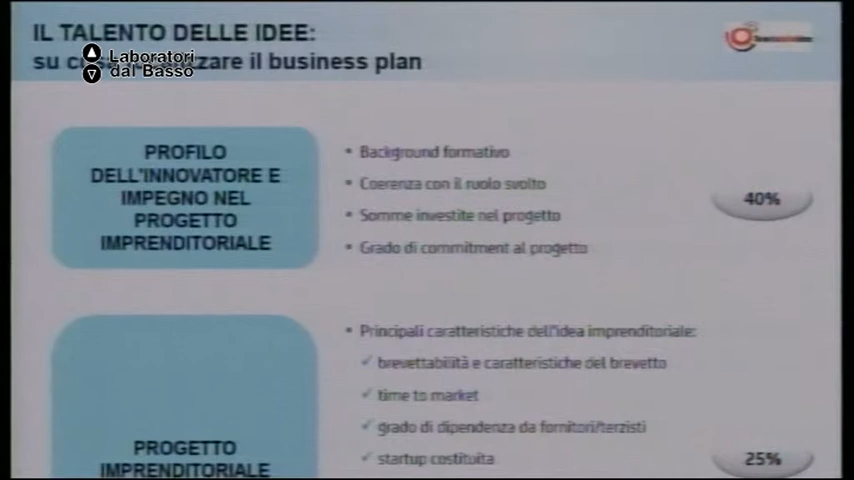 IL TALENTO DELLE IDEE:
su cosa focalizzare il business plan
Laboratori
dal Basso
PROFILO
DELL'INNOVATORE E
IMPEGNO NEL
PROGETTO
IMPRENDITORIALE
• Background formativo
• Coerenza con il ruolo svolto
• Somme investite nel progetto
• Grado di commitment al progetto
40%
PROGETTO
IMPRENDITORIALE
• Principali caratteristiche dell'idea imprenditoriale:
✓ brevettabilità e caratteristiche del brevetto
✓ time to market
✓ grado di dipendenza da fornitori/terzisti
✓ startup costituita
25%